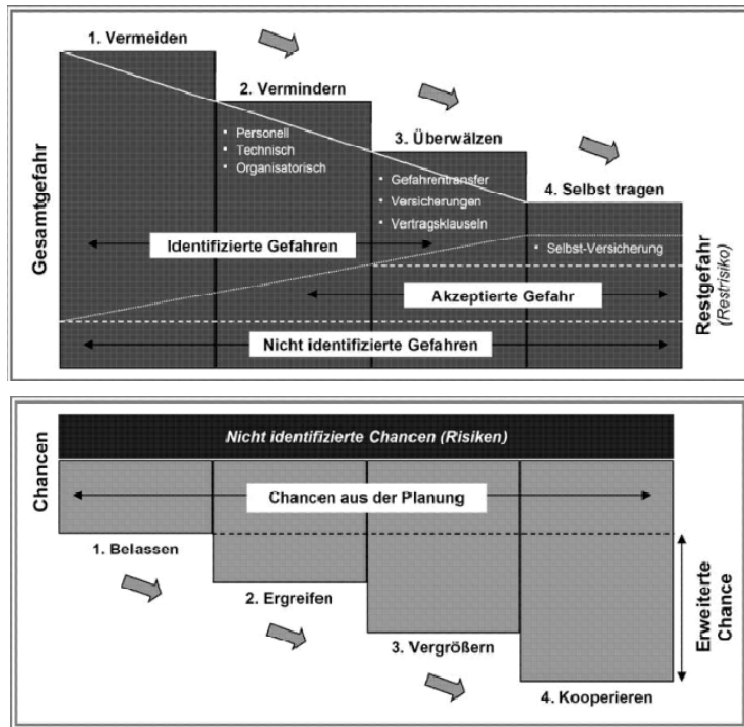 1. Vermeiden
2. Vermindern
Personell
Technisch
Organisatorisch
3. Überwälzen
Gefahrentransfer
Versicherungen
Vertragsklauseln
4. Selbst tragen
Selbst-Versicherung
Gesamtgefahr
Identifizierte Gefahren
Akzeptierte Gefahr
Nicht identifizierte Gefahren
Restgefahr
(Restrisiko)
Nicht identifizierte Chancen (Risiken)
Chancen
Chancen aus der Planung
1. Belassen
2. Ergreifen
3. Vergrößern
4. Kooperieren
Erweiterte
Chance